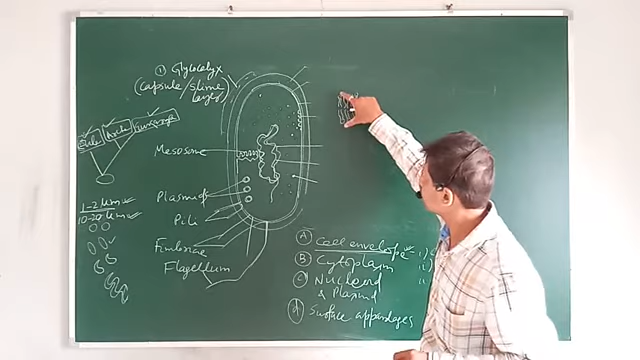 ① Glycocalyx
(Capsule/Slime
layer)
Mesosome
1-2 μm
10-20 μm
Plasmid
Pili
Fimbriae
Flagellum
Ⓐ Cell envelope i)
Ⓑ Cytoplasm ii)
Ⓒ Nucleoid
& Plasmid
ⓓ Surface appendages